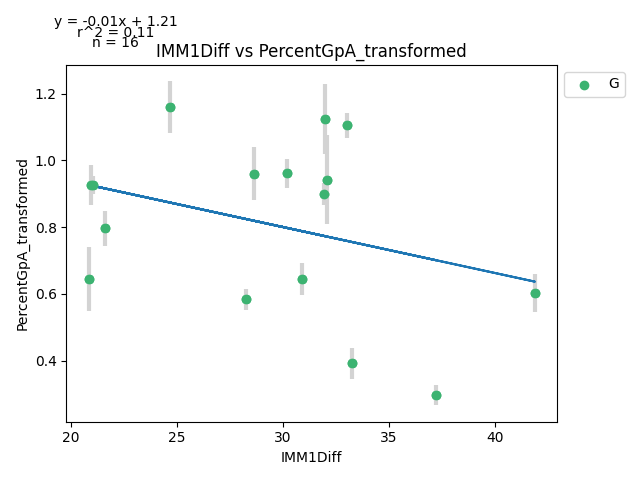 y = -0.01x + 1.21
r^2 = 0.11
n = 16
IMM1Diff vs PercentGpA_transformed
G
PercentGpA_transformed
1.2
1.0
0.8
0.6
0.4
20 25 30 35 40
IMM1Diff